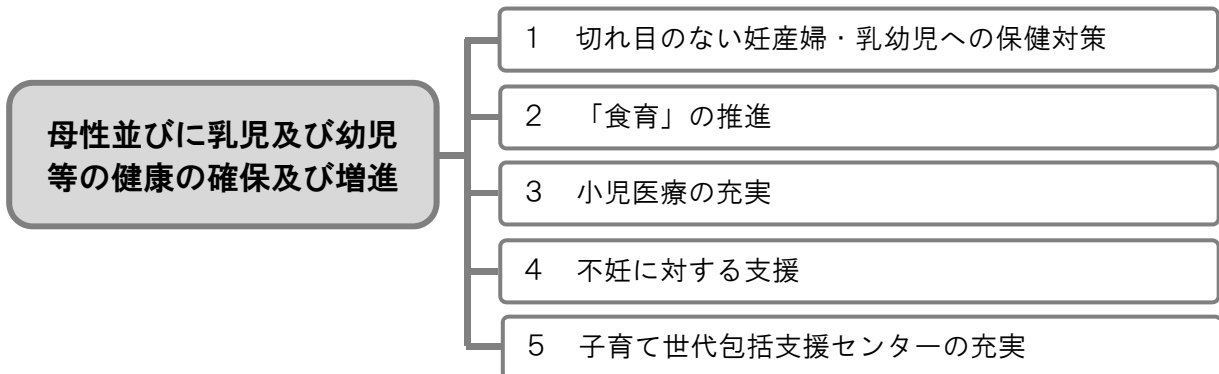 母性並びに乳児及び幼児
等の健康の確保及び増進
1 切れ目のない妊産婦・乳幼児への保健対策
2 「食育」の推進
3 小児医療の充実
4 不妊に対する支援
5 子育て世代包括支援センターの充実